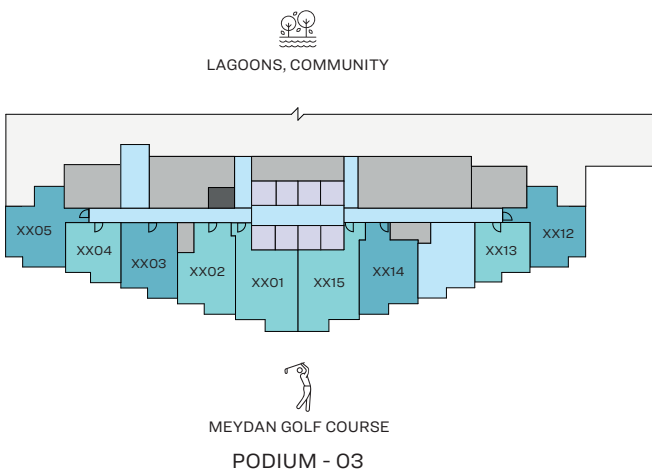 LAGOONS, COMMUNITY
XX05
XX12
XX04
XX03
XX02
XX01
XX15
XX14
XX13
MEYDAN GOLF COURSE
PODIUM - 03